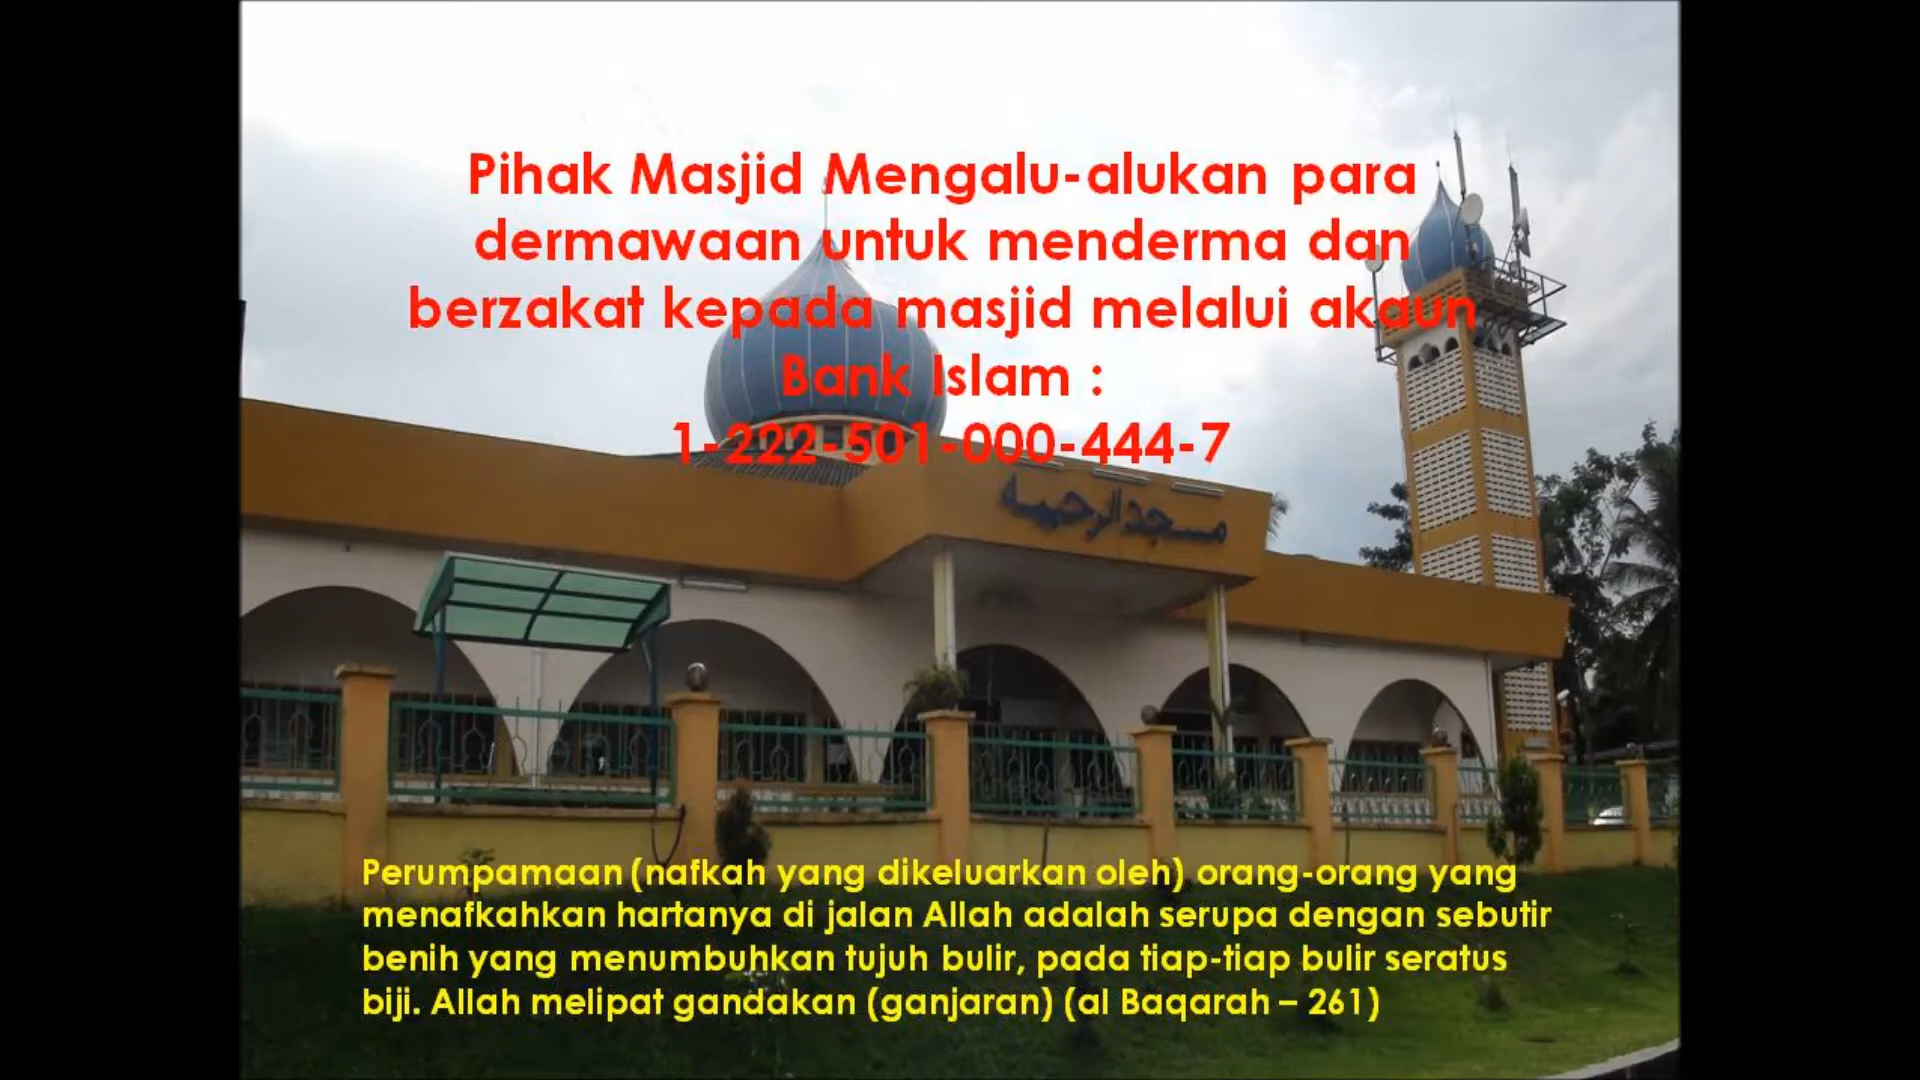 Pihak Masjid Mengalu-alukan para
dermawaan untuk menderma dan
berzakat kepada masjid melalui akaun
Bank Islam :
1-222-501-000-444-7
مسجد الرحيميه
Perumpamaan (nafkah yang dikeluarkan oleh) orang-orang yang
menafkahkan hartanya di jalan Allah adalah serupa dengan sebutir
benih yang menumbuhkan tujuh bulir, pada tiap-tiap bulir seratus
biji. Allah melipat gandakan (ganjaran) (al Baqarah – 261)